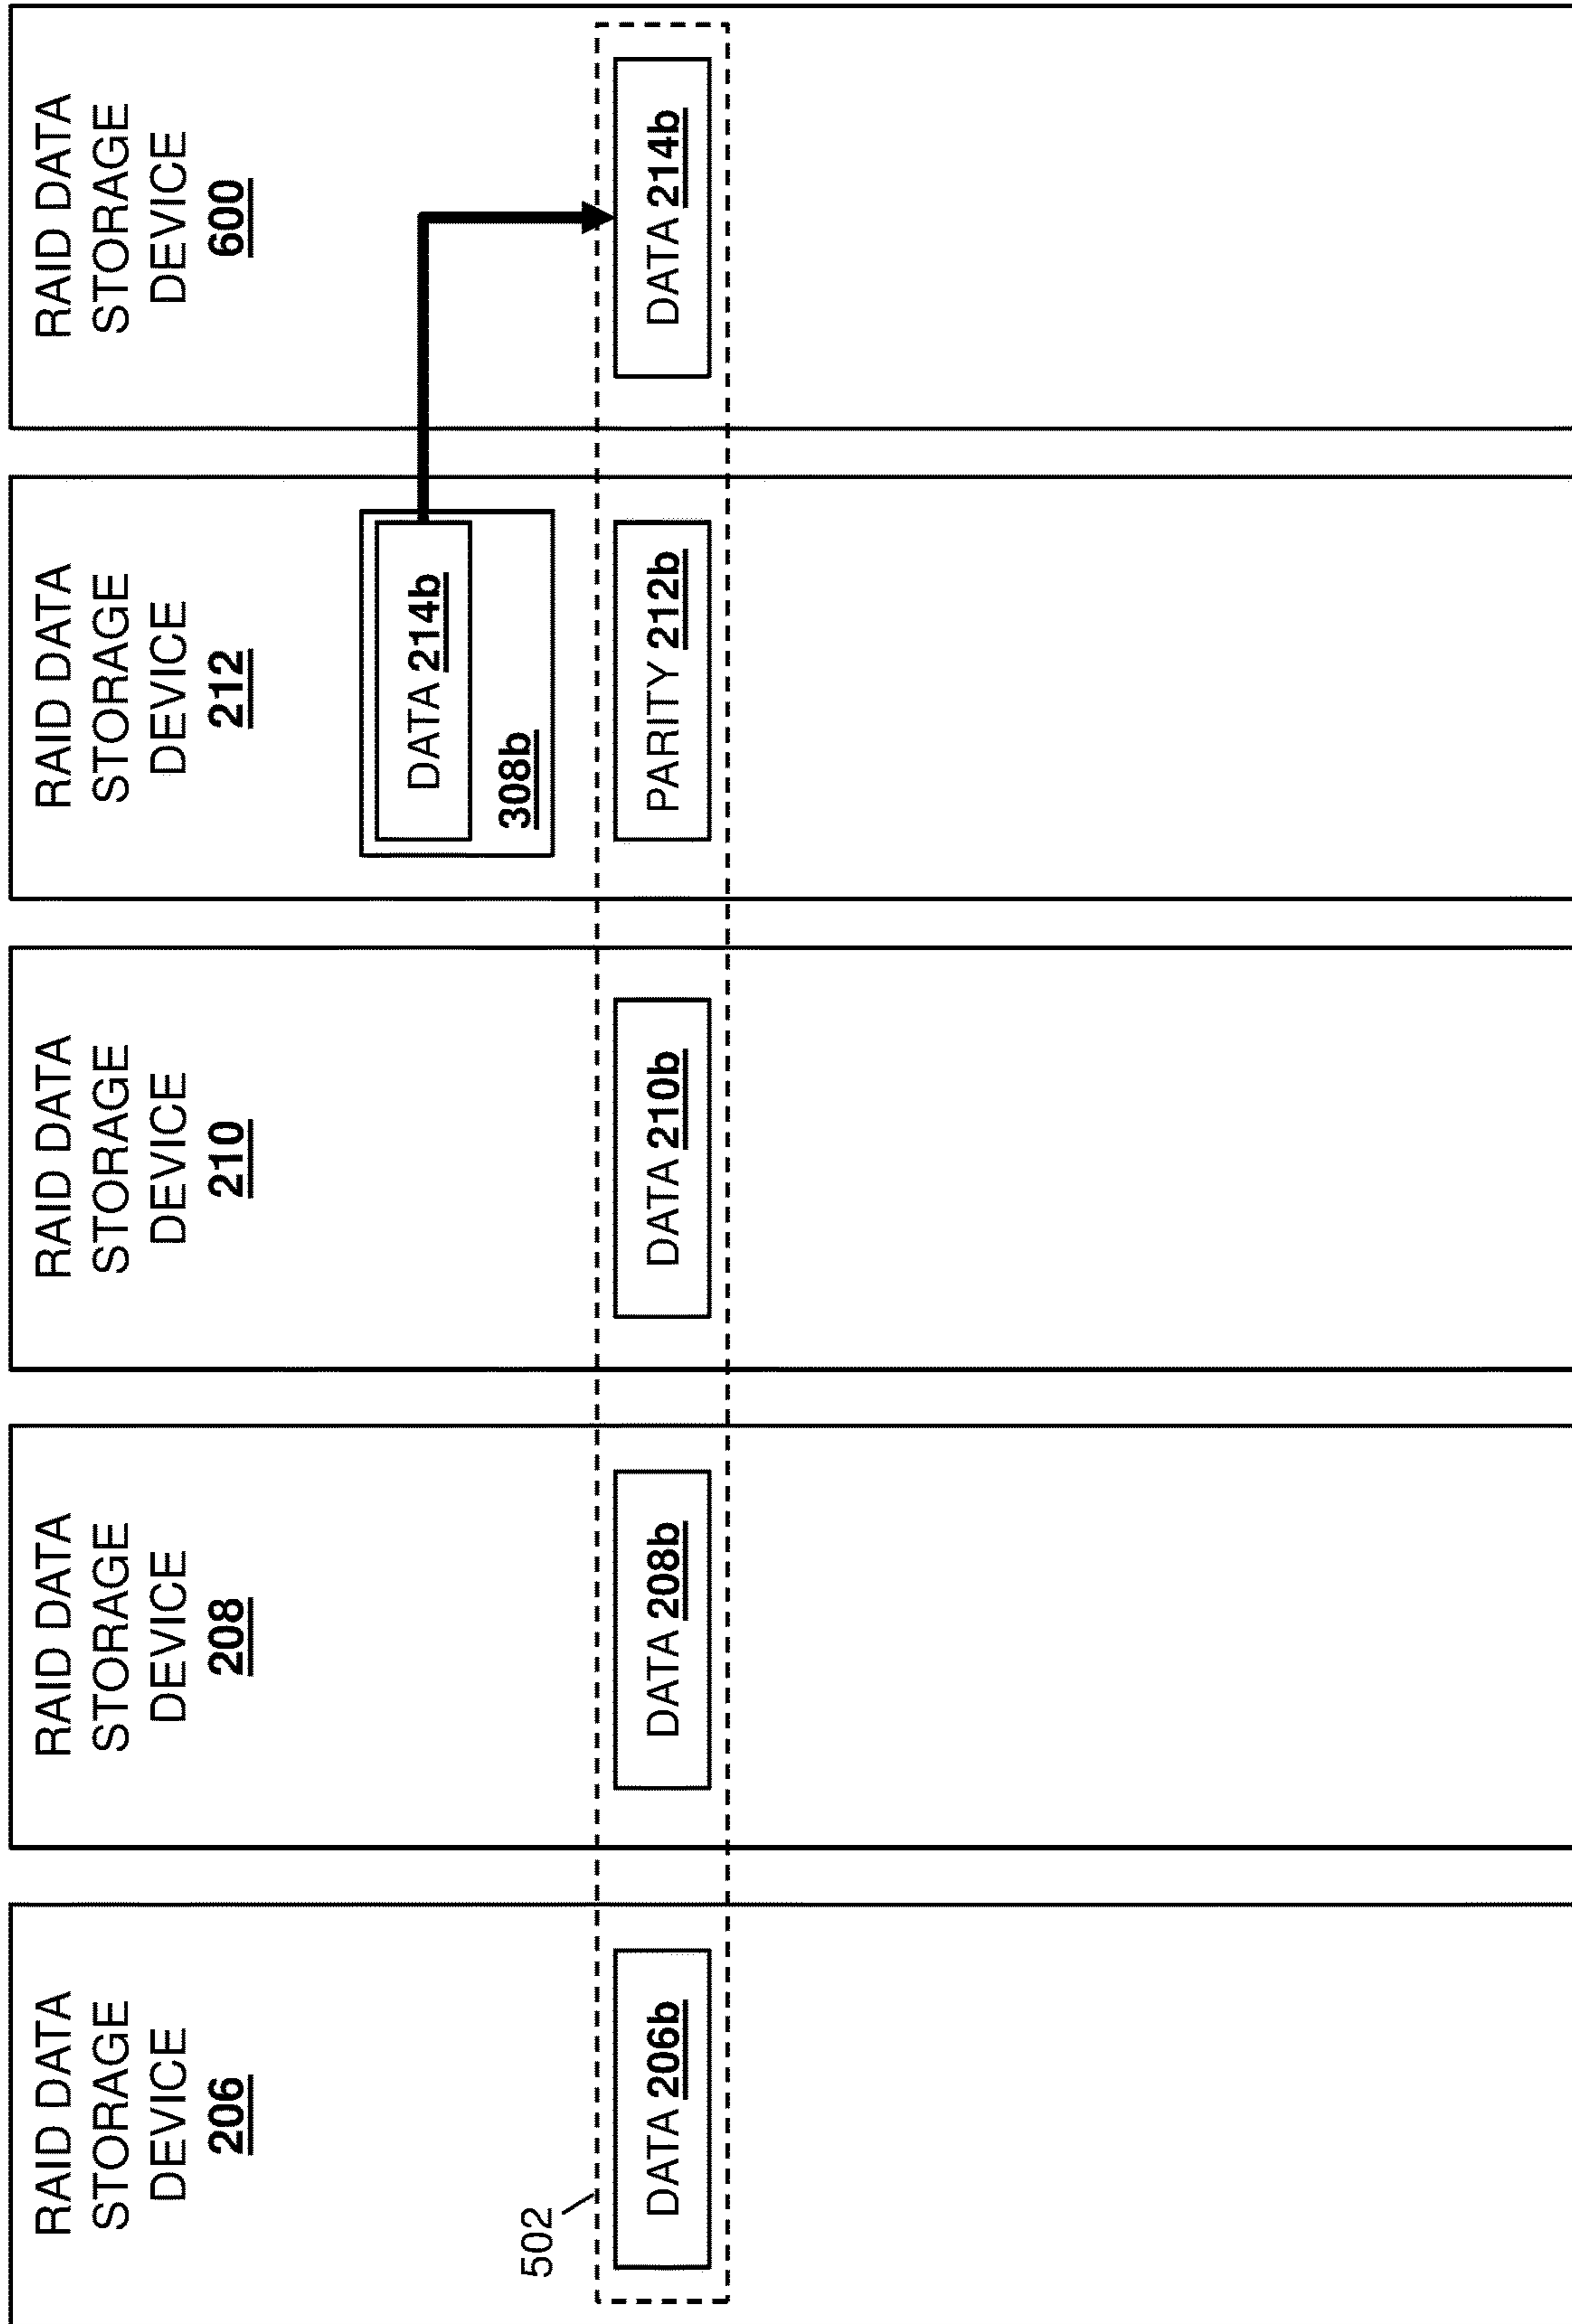 RAID DATA
STORAGE
DEVICE
206
RAID DATA
STORAGE
DEVICE
208
RAID DATA
STORAGE
DEVICE
210
RAID DATA
STORAGE
DEVICE
212
RAID DATA
STORAGE
DEVICE
600
DATA 214b
308b
502
DATA 206b
DATA 208b
DATA 210b
PARITY 212b
DATA 214b